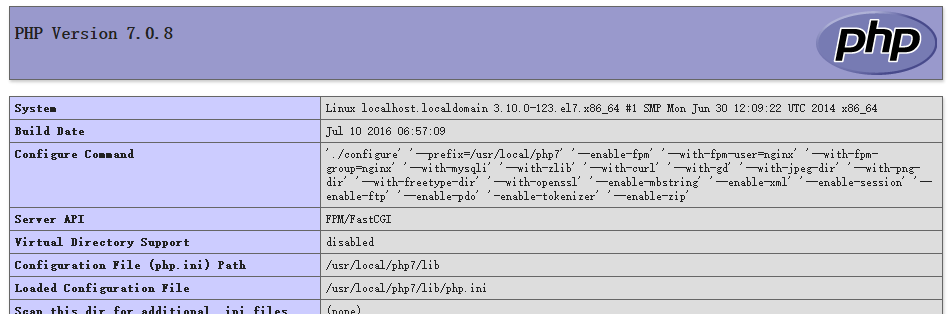 PHP Version 7.0.8
php
System
Linux localhost.localdomain 3.10.0-123.el7.x86_64 #1 SMP Mon Jun 30 12:09:22 UTC 2014 x86_64
Build Date
Jul 10 2016 06:57:09
Configure Command
'./configure' '--prefix=/usr/local/php7' '--enable-fpm' '--with-fpm-user=nginx' '--with-fpm-
group=nginx' '--with-mysqli' '--with-zlib' '--with-curl' '--with-gd' '--with-jpeg-dir' '--with-png-
dir' '--with-freetype-dir' '--with-openssl' '--enable-mbstring' '--enable-xml' '--enable-session' '--
enable-ftp' '--enable-pdo' '-enable-tokenizer' '--enable-zip'
Server API
FPM/FastCGI
Virtual Directory Support
disabled
Configuration File (php.ini) Path
/usr/local/php7/lib
Loaded Configuration File
/usr/local/php7/lib/php.ini
Scan this dir for additional .ini files
(none)